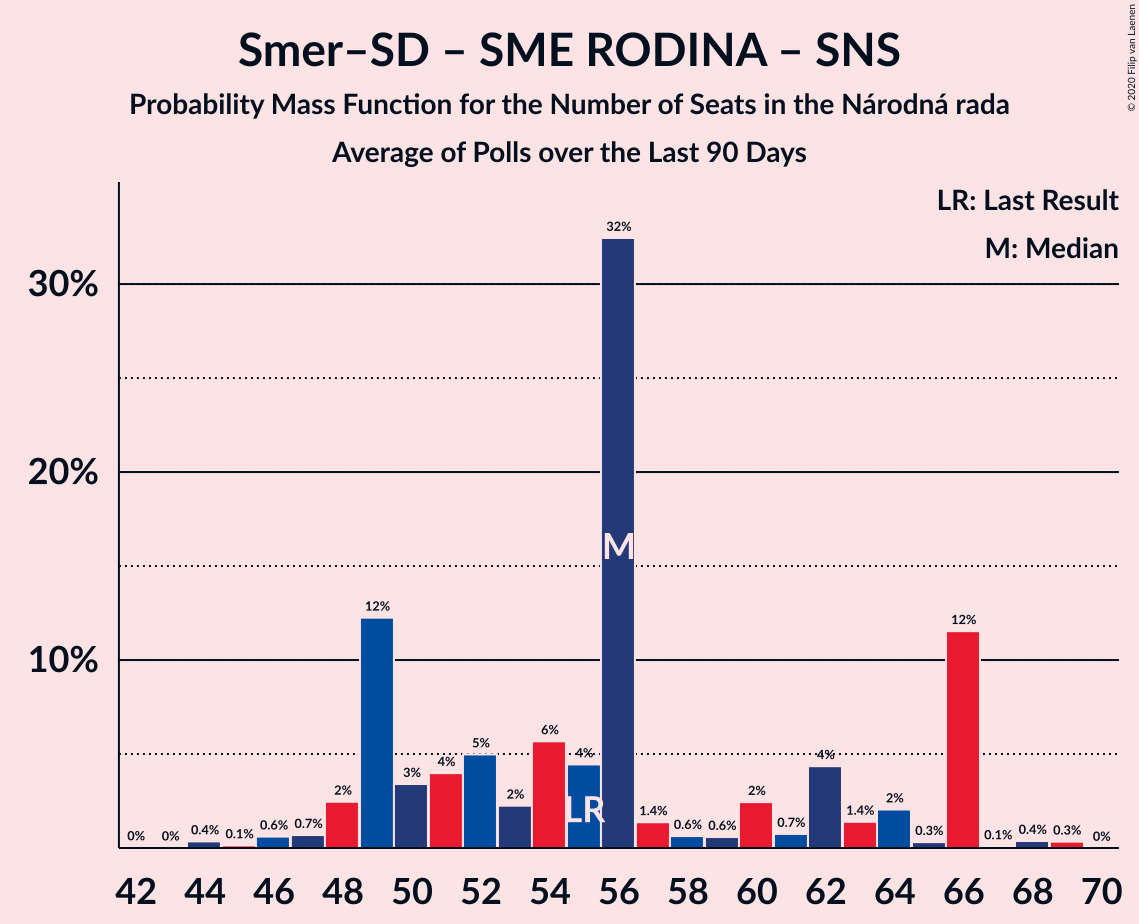 © 2020 Filip van Laenen
Smer–SD – SME RODINA – SNS
Probability Mass Function for the Number of Seats in the Národná rada
Average of Polls over the Last 90 Days
LR: Last Result
M: Median
30%
20%
10%
0% 0% 0.4% 0.1% 0.6% 0.7% 2% 12% 3% 4% 5% 2% 6% 4% 32% 1.4% 0.6% 0.6% 2% 0.7% 4% 1.4% 2% 0.3% 12% 0.1% 0.4% 0.3% 0%
M
LR
42 44 46 48 50 52 54 56 58 60 62 64 66 68 70